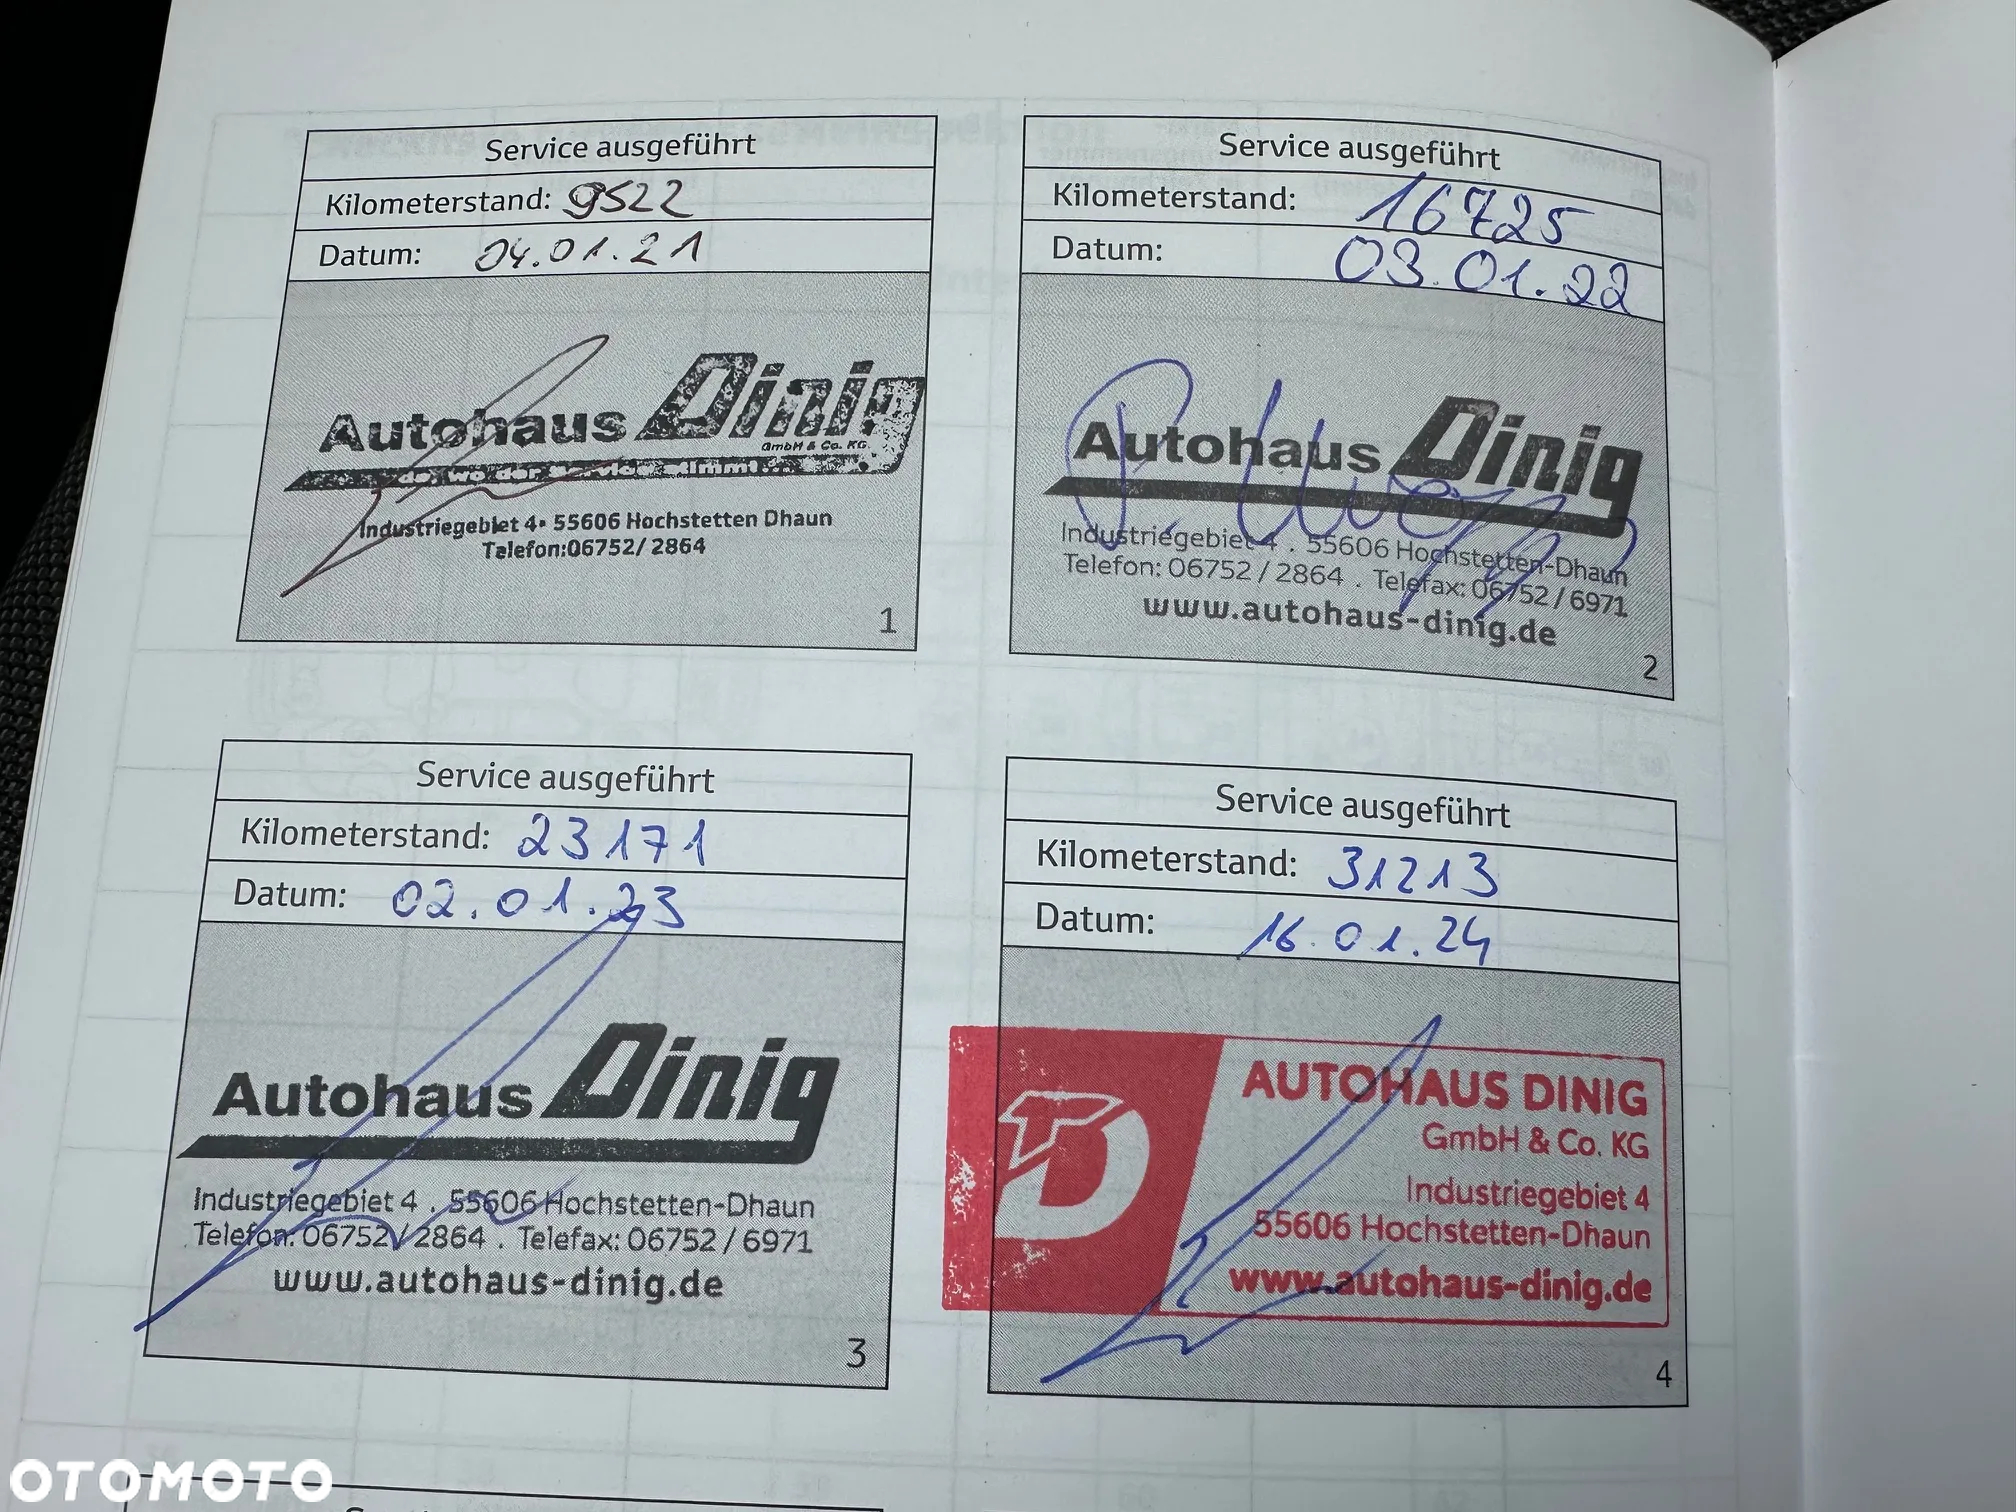 Service ausgeführt
Kilometerstand: 9522
Datum: 04.01.21
Autohaus Dinig
GmbH & Co. KG.
da, wo der Service stimmt...
Industriegebiet 4 • 55606 Hochstetten Dhaun
Telefon:06752/ 2864
1
Service ausgeführt
Kilometerstand: 16725
Datum: 03.01.22
Autohaus Dinig
Industriegebiet 4 . 55606 Hochstetten-Dhaun
Telefon: 06752 / 2864 . Telefax: 06752 / 6971
www.autohaus-dinig.de
2
Service ausgeführt
Kilometerstand: 23171
Datum: 02.01.23
Autohaus Dinig
Industriegebiet 4 . 55606 Hochstetten-Dhaun
Telefon: 06752 / 2864 . Telefax: 06752 / 6971
www.autohaus-dinig.de
3
Service ausgeführt
Kilometerstand: 31213
Datum: 16.01.24
D
AUTOHAUS DINIG
GmbH & Co. KG
Industriegebiet 4
55606 Hochstetten-Dhaun
www.autohaus-dinig.de
4
OTOMOTO